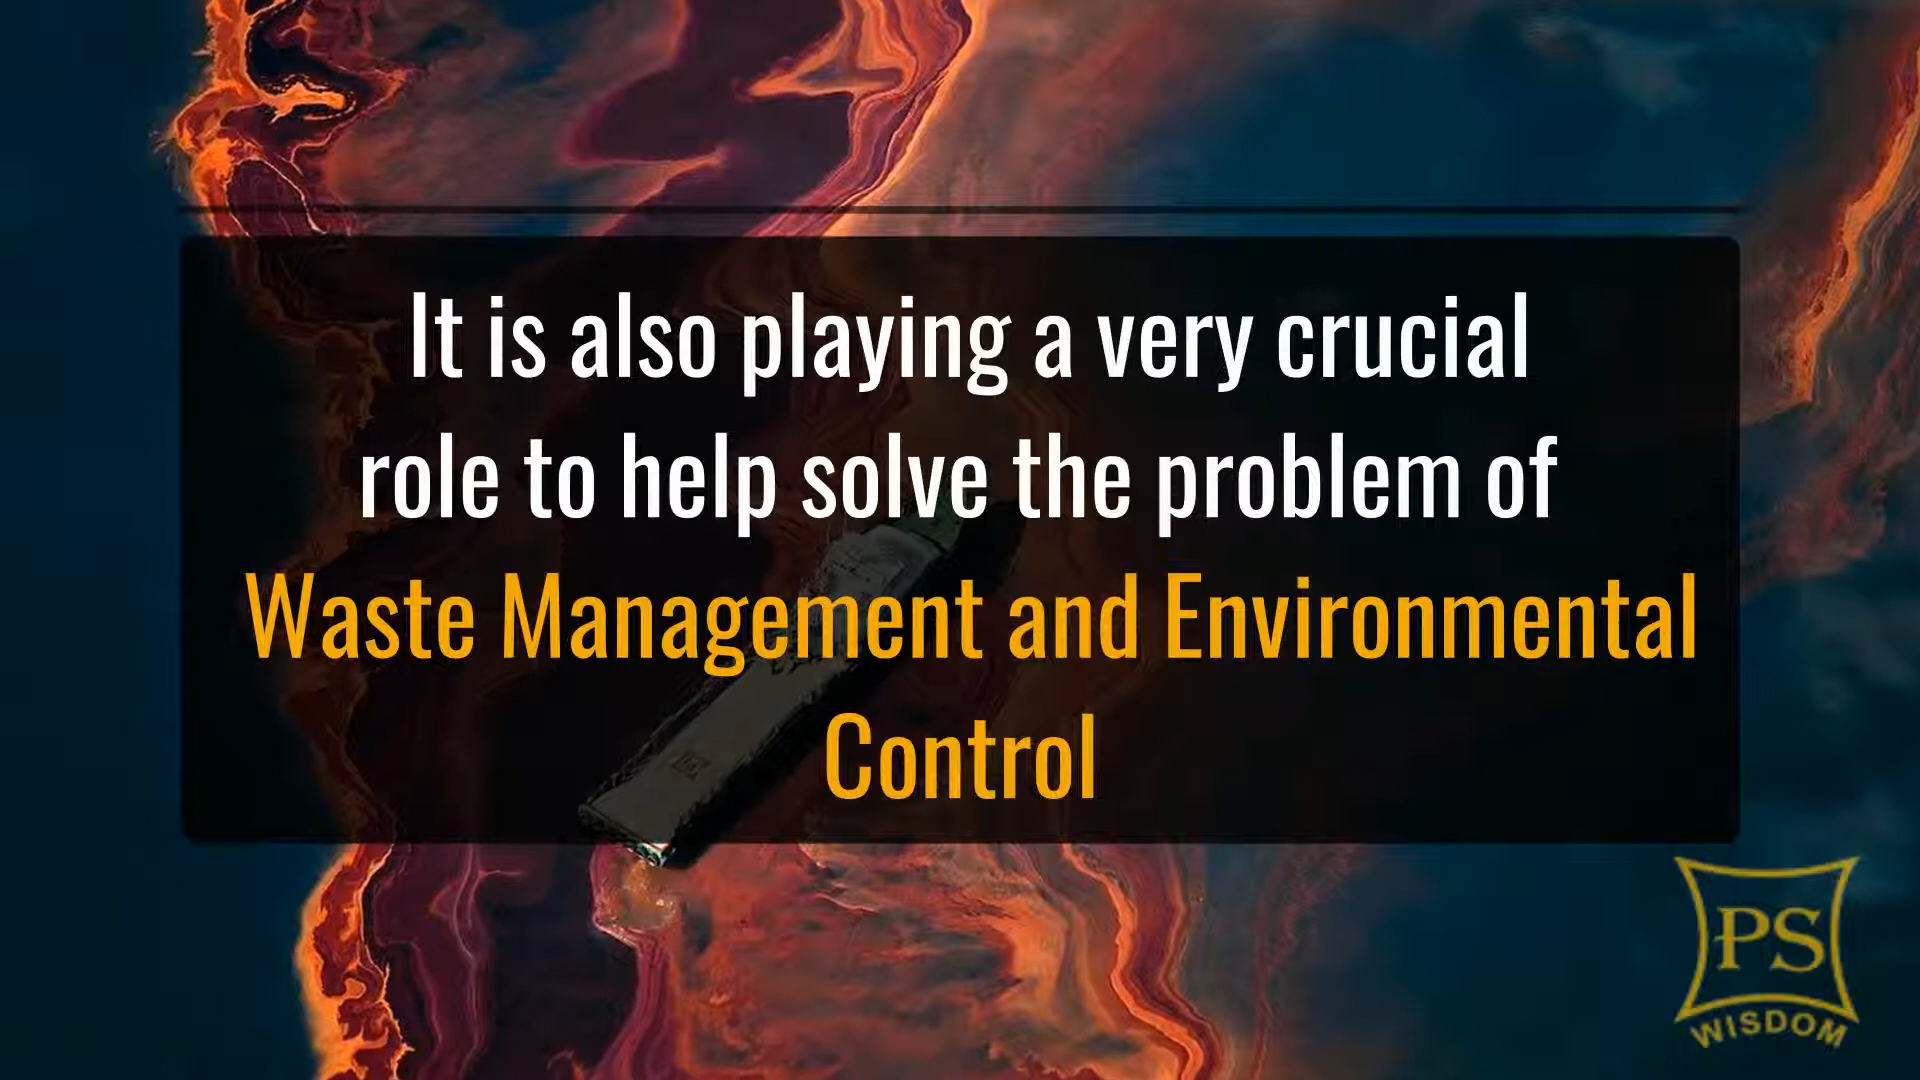 It is also playing a very crucial
role to help solve the problem of
Waste Management and Environmental
Control
PS
WISDOM